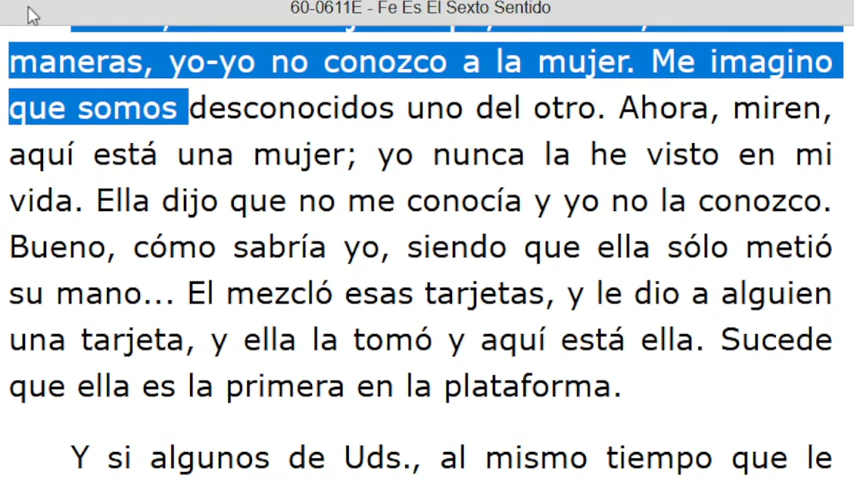 60-0611E - Fe Es El Sexto Sentido
maneras, yo-yo no conozco a la mujer. Me imagino
que somos desconocidos uno del otro. Ahora, miren,
aquí está una mujer; yo nunca la he visto en mi
vida. Ella dijo que no me conocía y yo no la conozco.
Bueno, cómo sabría yo, siendo que ella sólo metió
su mano... El mezcló esas tarjetas, y le dio a alguien
una tarjeta, y ella la tomó y aquí está ella. Sucede
que ella es la primera en la plataforma.
Y si algunos de Uds., al mismo tiempo que le